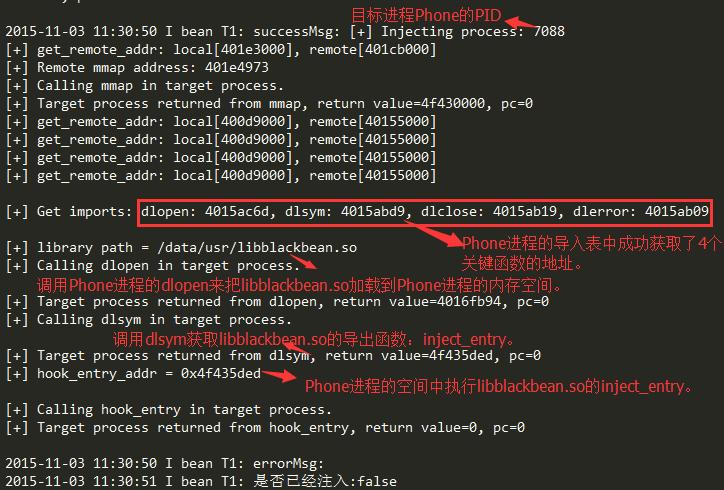 目标进程Phone的PID
2015-11-03 11:30:50 I bean T1: successMsg: [+] Injecting process: 7088
[+] get_remote_addr: local[401e3000], remote[401cb000]
[+] Remote mmap address: 401e4973
[+] Calling mmap in target process.
[+] Target process returned from mmap, return value=4f430000, pc=0
[+] get_remote_addr: local[400d9000], remote[40155000]
[+] get_remote_addr: local[400d9000], remote[40155000]
[+] get_remote_addr: local[400d9000], remote[40155000]
[+] get_remote_addr: local[400d9000], remote[40155000]
[+] Get imports: dlopen: 4015ac6d, dlsym: 4015abd9, dlclose: 4015ab19, dlerror: 4015ab09
Phone进程的导入表中成功获取了4个
关键函数的地址。
[+] library path = /data/usr/libblackbean.so
[+] Calling dlopen in target process.
调用Phone进程的dlopen来把libblackbean.so加载到Phone进程的内存空间。
[+] Target process returned from dlopen, return value=4016fb94, pc=0
[+] Calling dlsym in target process.
调用dlsym获取libblackbean.so的导出函数：inject_entry。
[+] Target process returned from dlsym, return value=4f435ded, pc=0
[+] hook_entry_addr = 0x4f435ded
Phone进程的空间中执行libblackbean.so的inject_entry。
[+] Calling hook_entry in target process.
[+] Target process returned from hook_entry, return value=0, pc=0
2015-11-03 11:30:50 I bean T1: errorMsg:
2015-11-03 11:30:51 I bean T1: 是否已经注入:false